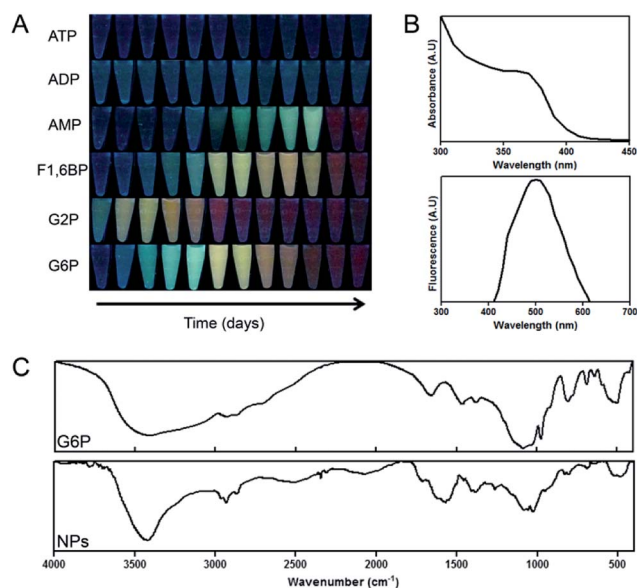 A
ATP
ADP
AMP
F1,6BP
G2P
G6P
Time (days)
B
Absorbance (A.U)
300 350 400 450
Wavelength (nm)
Fluorescence (A.U)
300 400 500 600 700
Wavelength (nm)
C
G6P
NPs
4000 3500 3000 2500 2000 1500 1000 500
Wavenumber (cm-1)